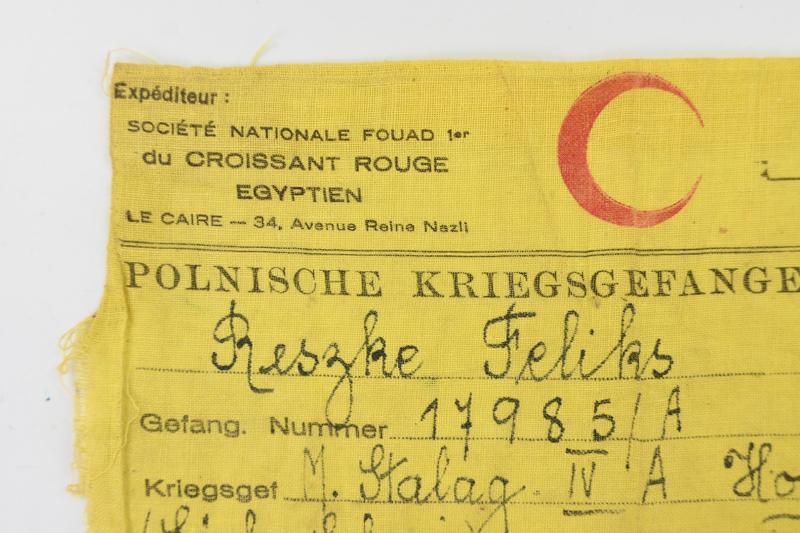 Expéditeur :
SOCIÉTÉ NATIONALE FOUAD 1er
du CROISSANT ROUGE
EGYPTIEN
LE CAIRE — 34, Avenue Reine Nazli
POLNISCHE KRIEGSGEFANGE
Reszke Feliks
Gefang. Nummer 17985/A
Kriegsgef M. Stalag IV A Ho